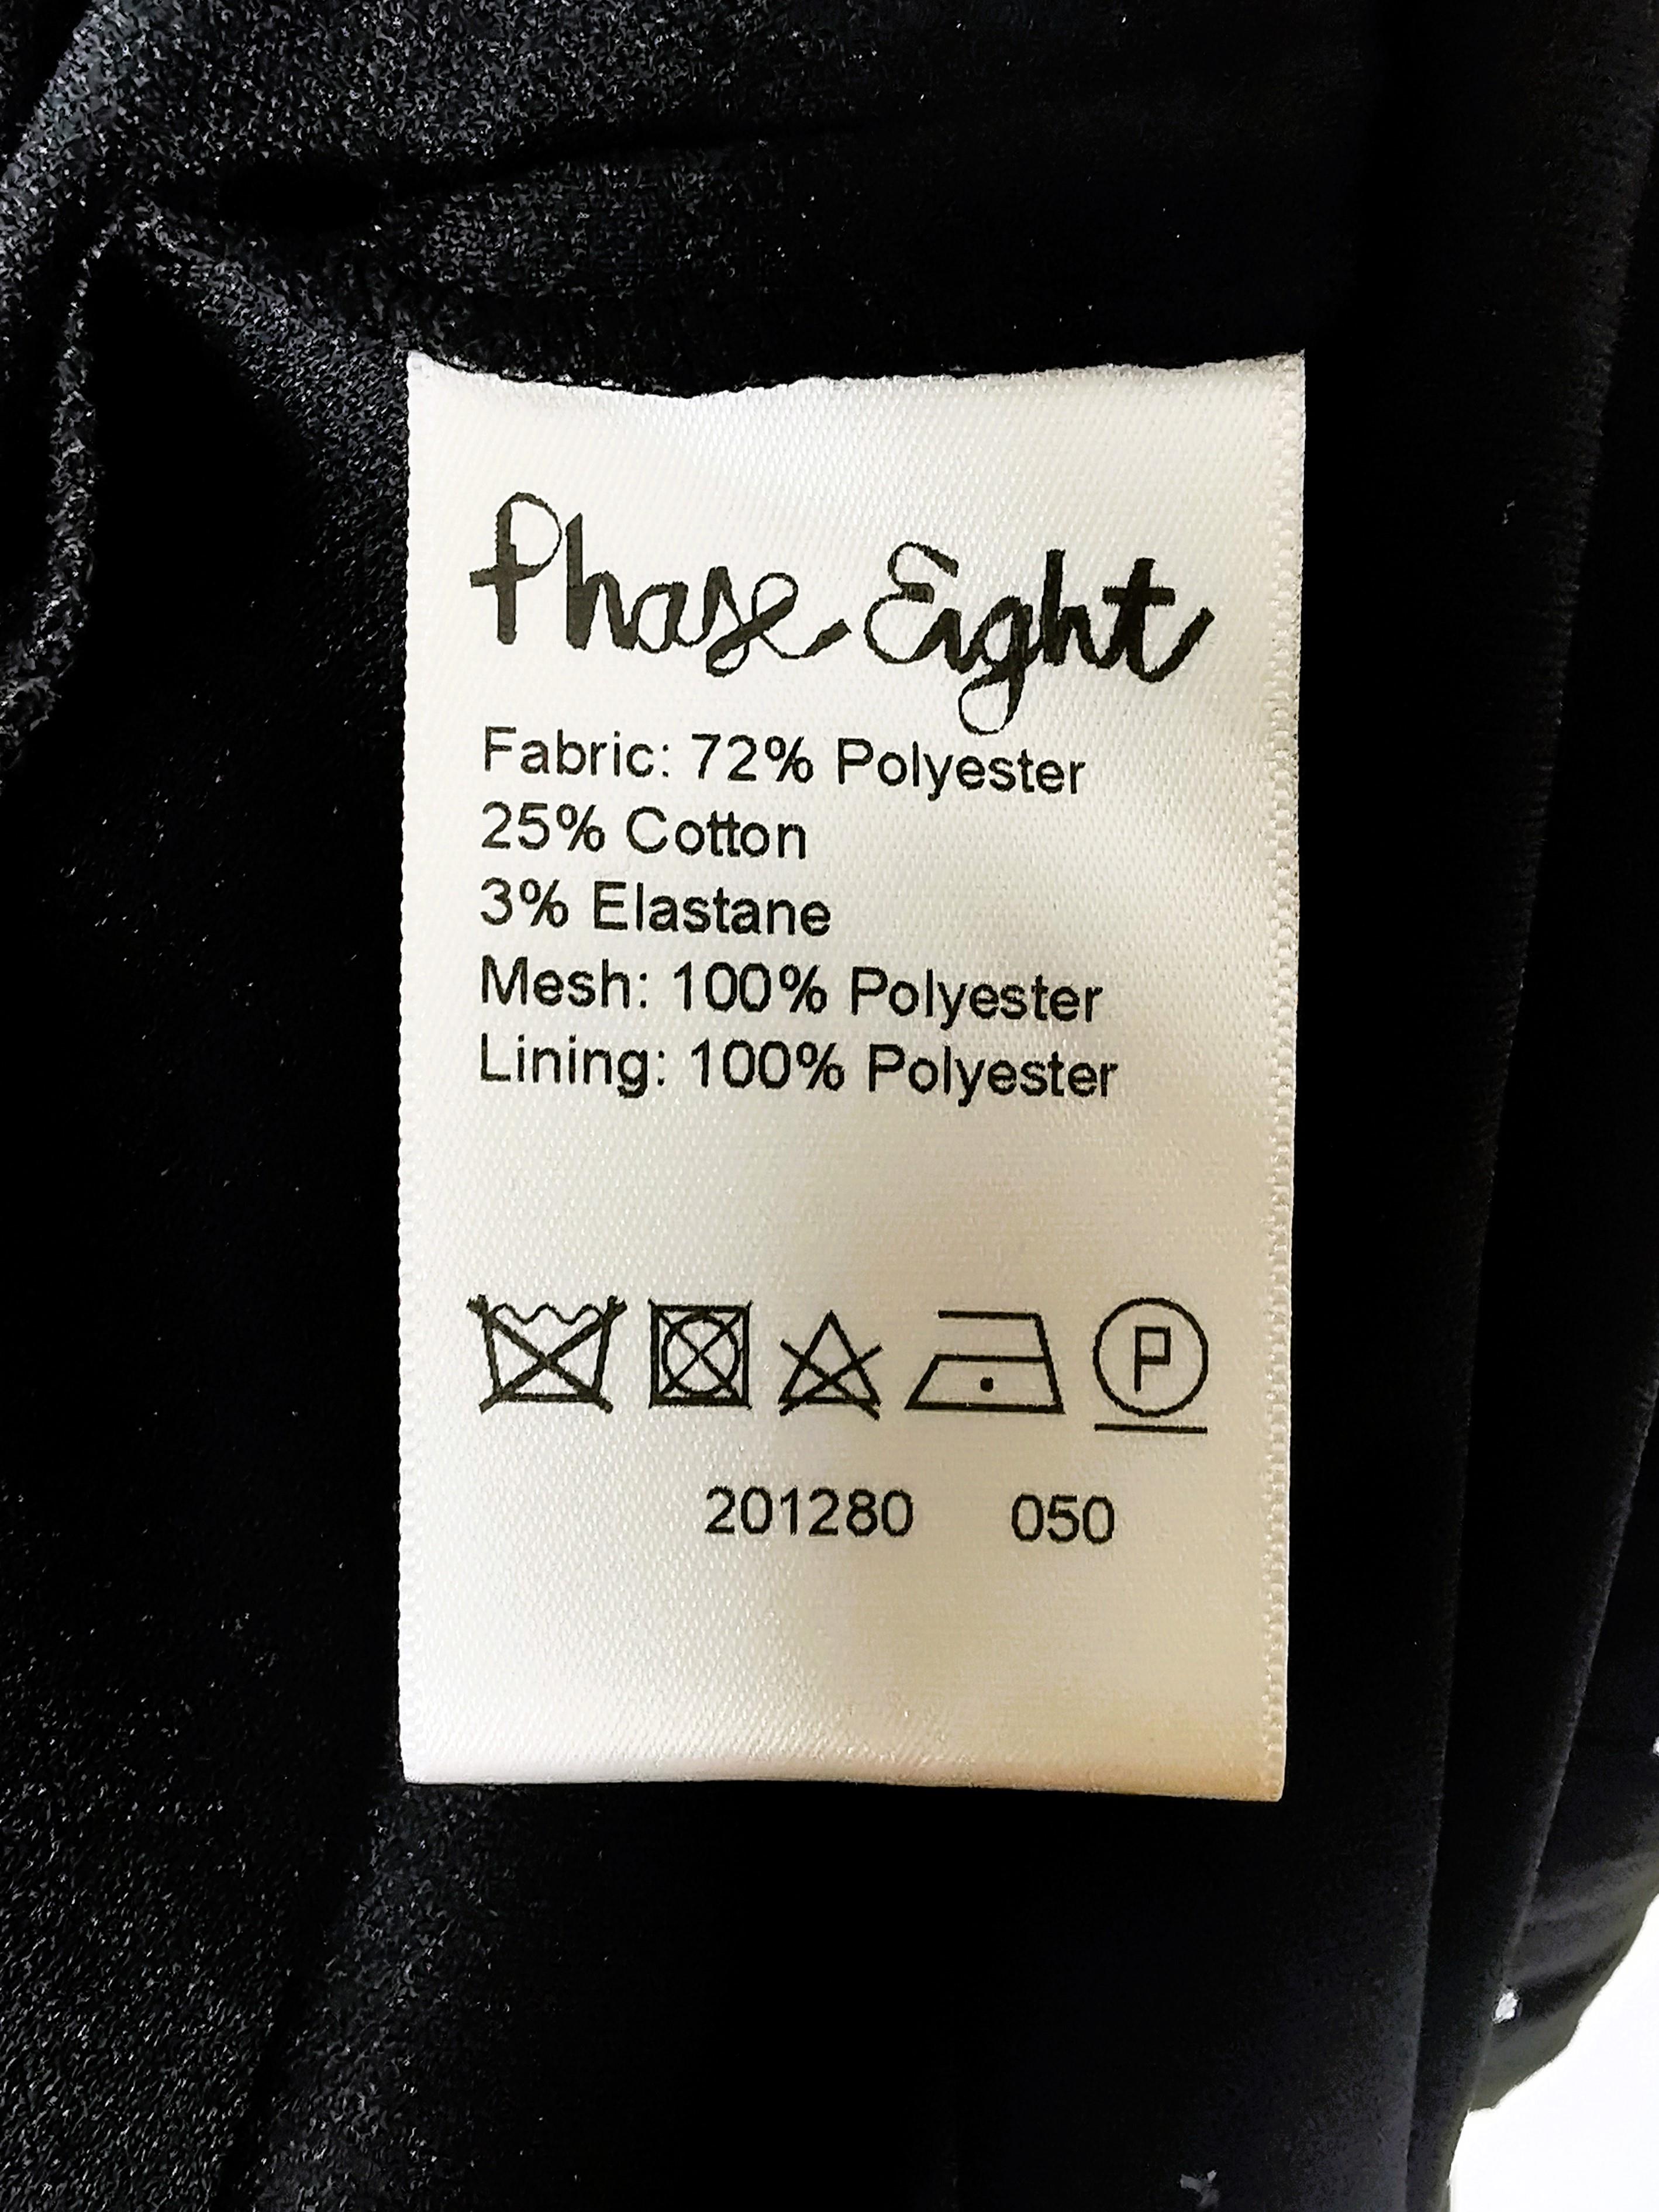 Phase Eight
Fabric: 72% Polyester
25% Cotton
3% Elastane
Mesh: 100% Polyester
Lining: 100% Polyester
P
201280 050